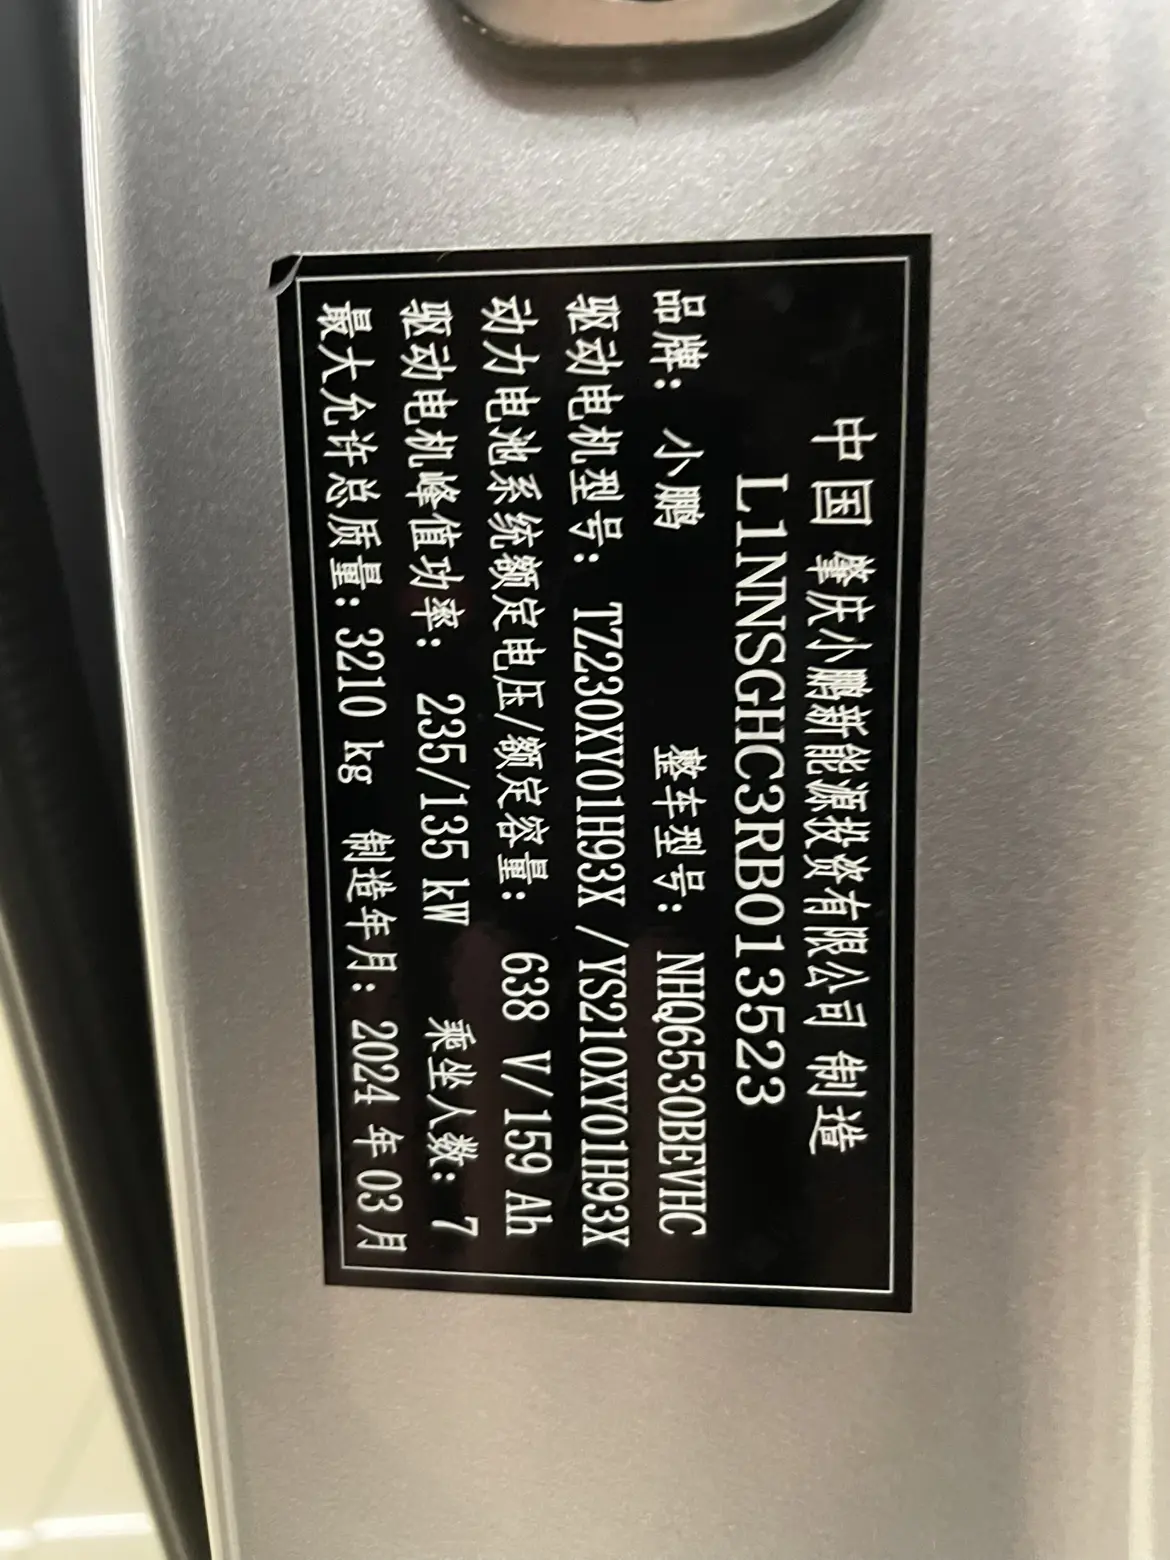 中国 肇庆小鹏新能源投资有限公司 制造
L1NNSGHC3RB013523
品牌: 小鹏 整车型号: NHQ6530BEVHC
驱动电机型号: TZ230XY01H93X /YS210XY01H93X
动力电池系统额定电压/额定容量: 638 V/159 Ah
驱动电机峰值功率: 235/135 kW 乘坐人数: 7
最大允许总质量: 3210 kg 制造年月: 2024 年 03 月